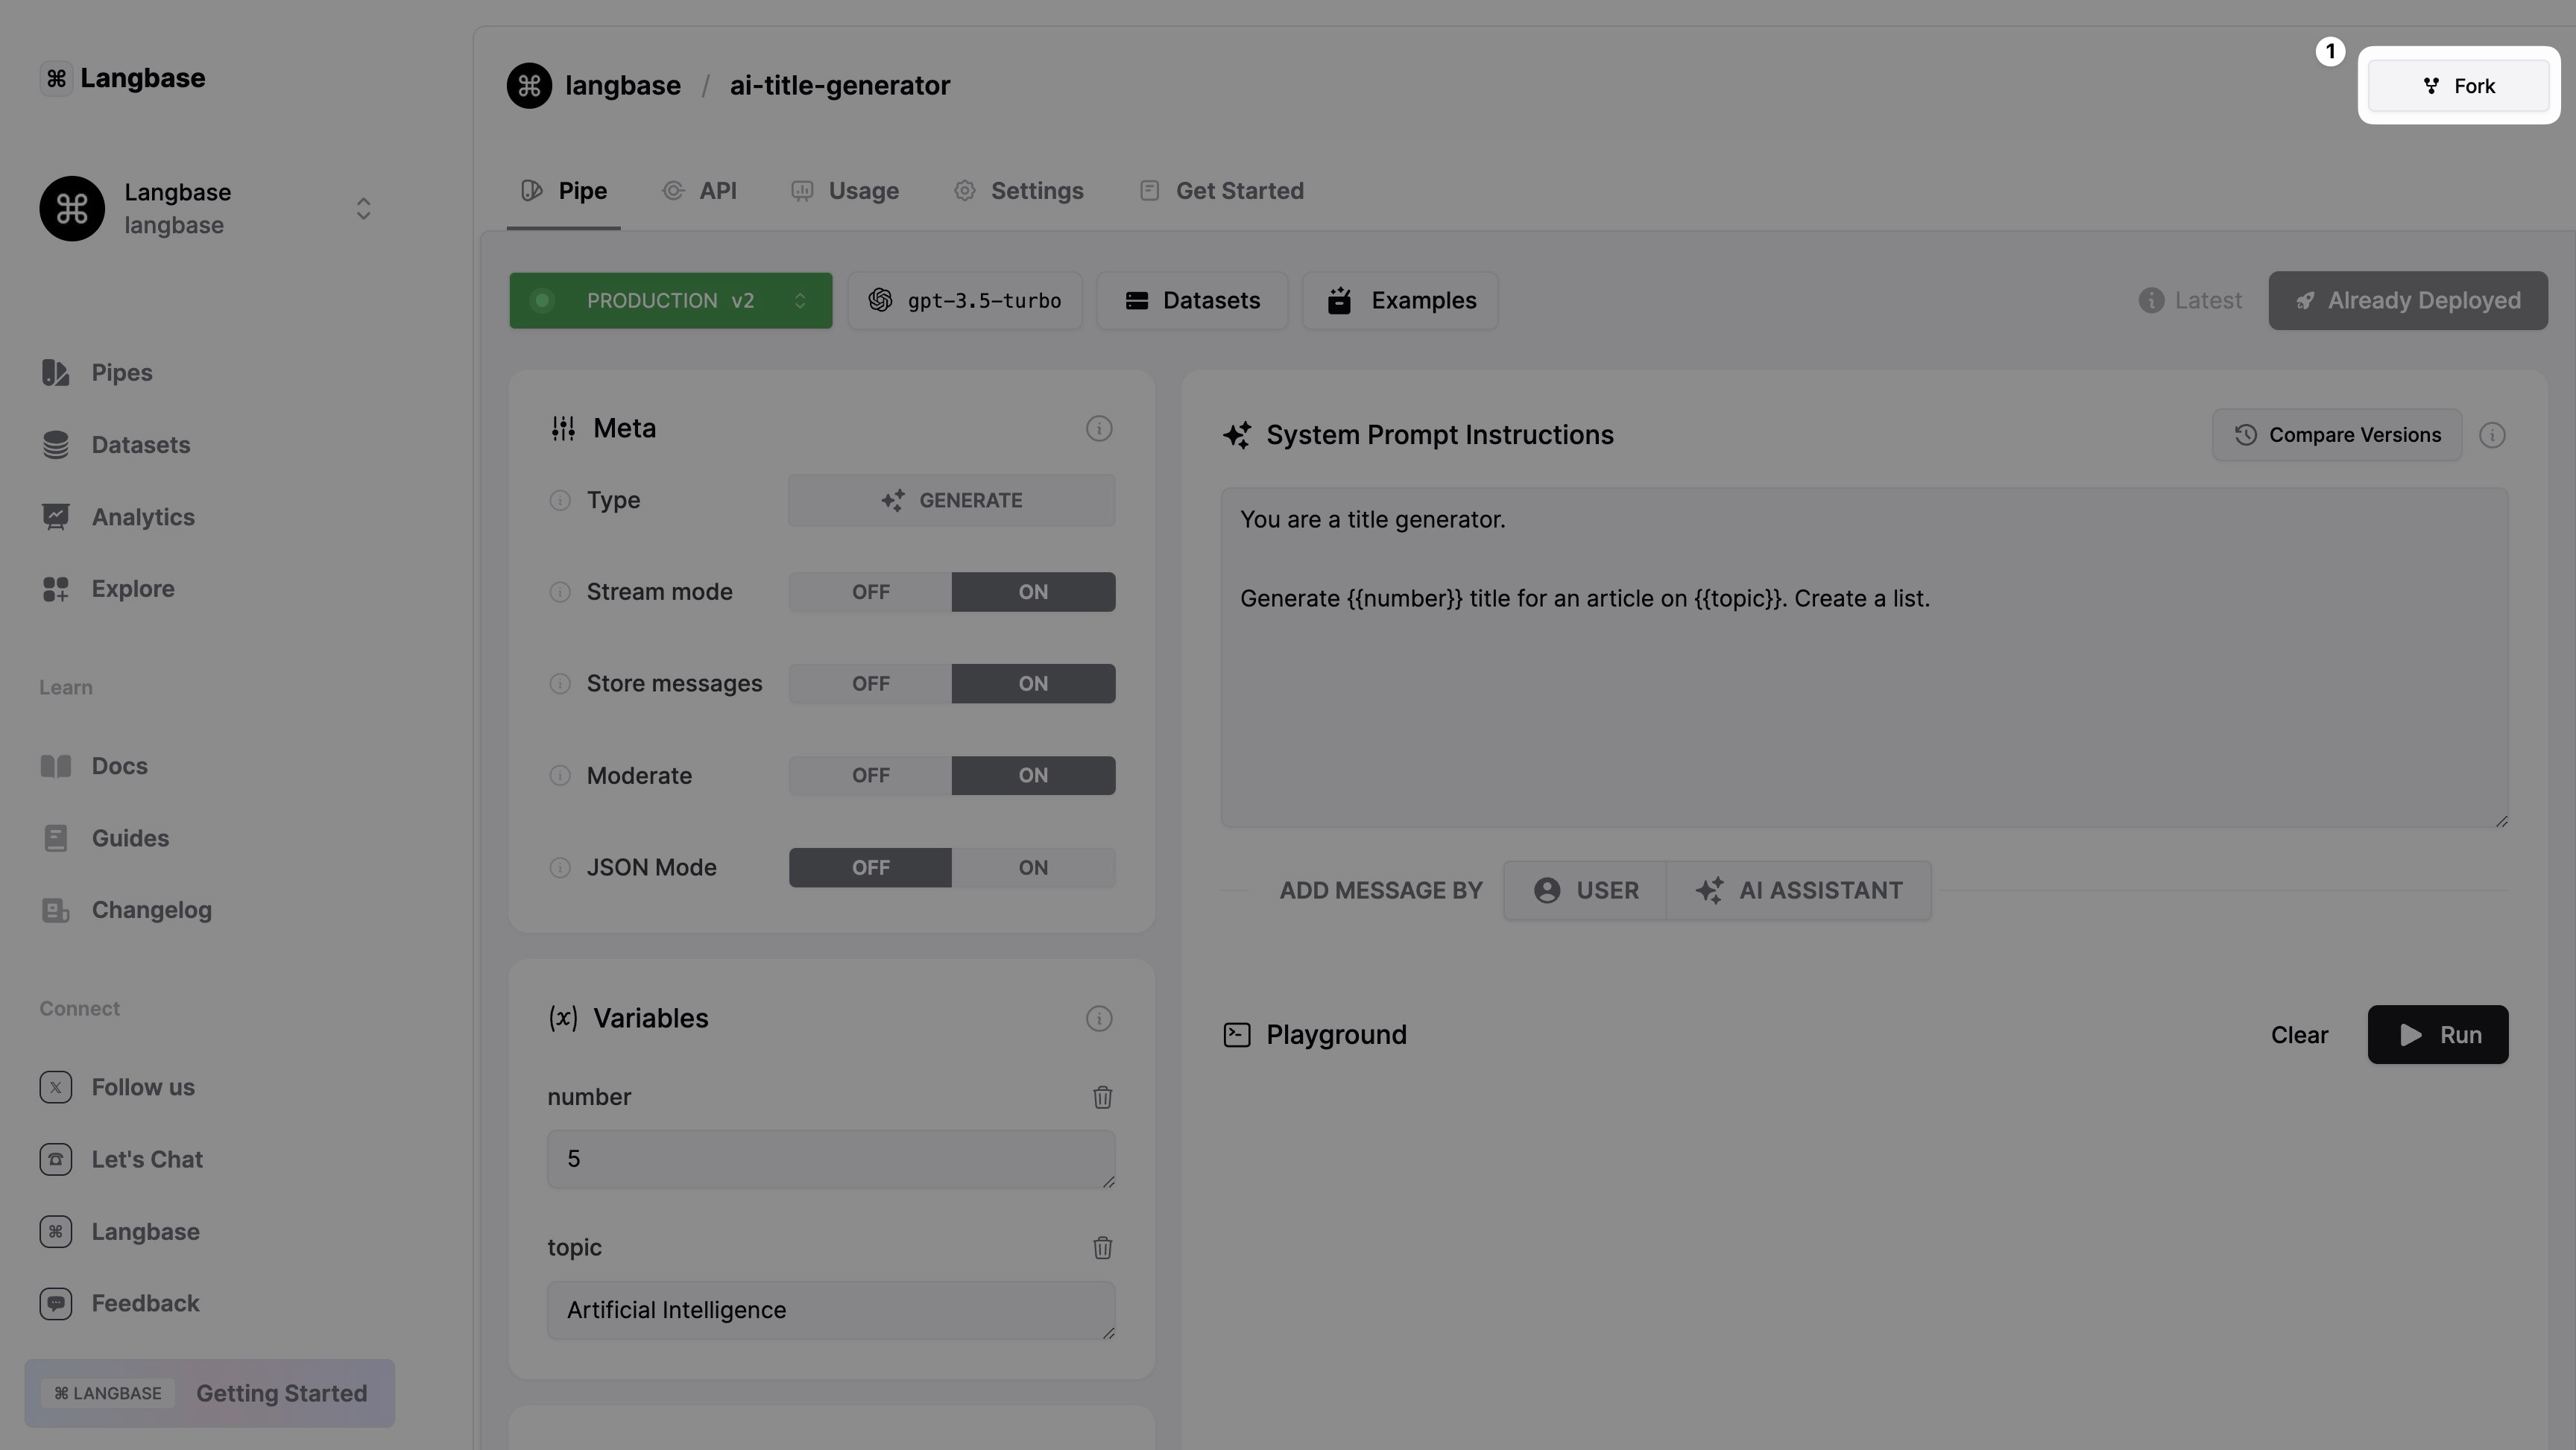 Langbase
Langbase
langbase
Pipes
Datasets
Analytics
Explore
Learn
Docs
Guides
Changelog
Connect
Follow us
Let's Chat
Langbase
Feedback
⌘ LANGBASE Getting Started
langbase / ai-title-generator
1
Fork
Pipe API Usage Settings Get Started
PRODUCTION v2 gpt-3.5-turbo Datasets Examples Latest Already Deployed
Meta
Type GENERATE
Stream mode OFF ON
Store messages OFF ON
Moderate OFF ON
JSON Mode OFF ON
(x) Variables
number
5
topic
Artificial Intelligence
System Prompt Instructions Compare Versions
You are a title generator.
Generate {{number}} title for an article on {{topic}}. Create a list.
ADD MESSAGE BY USER AI ASSISTANT
Playground Clear Run